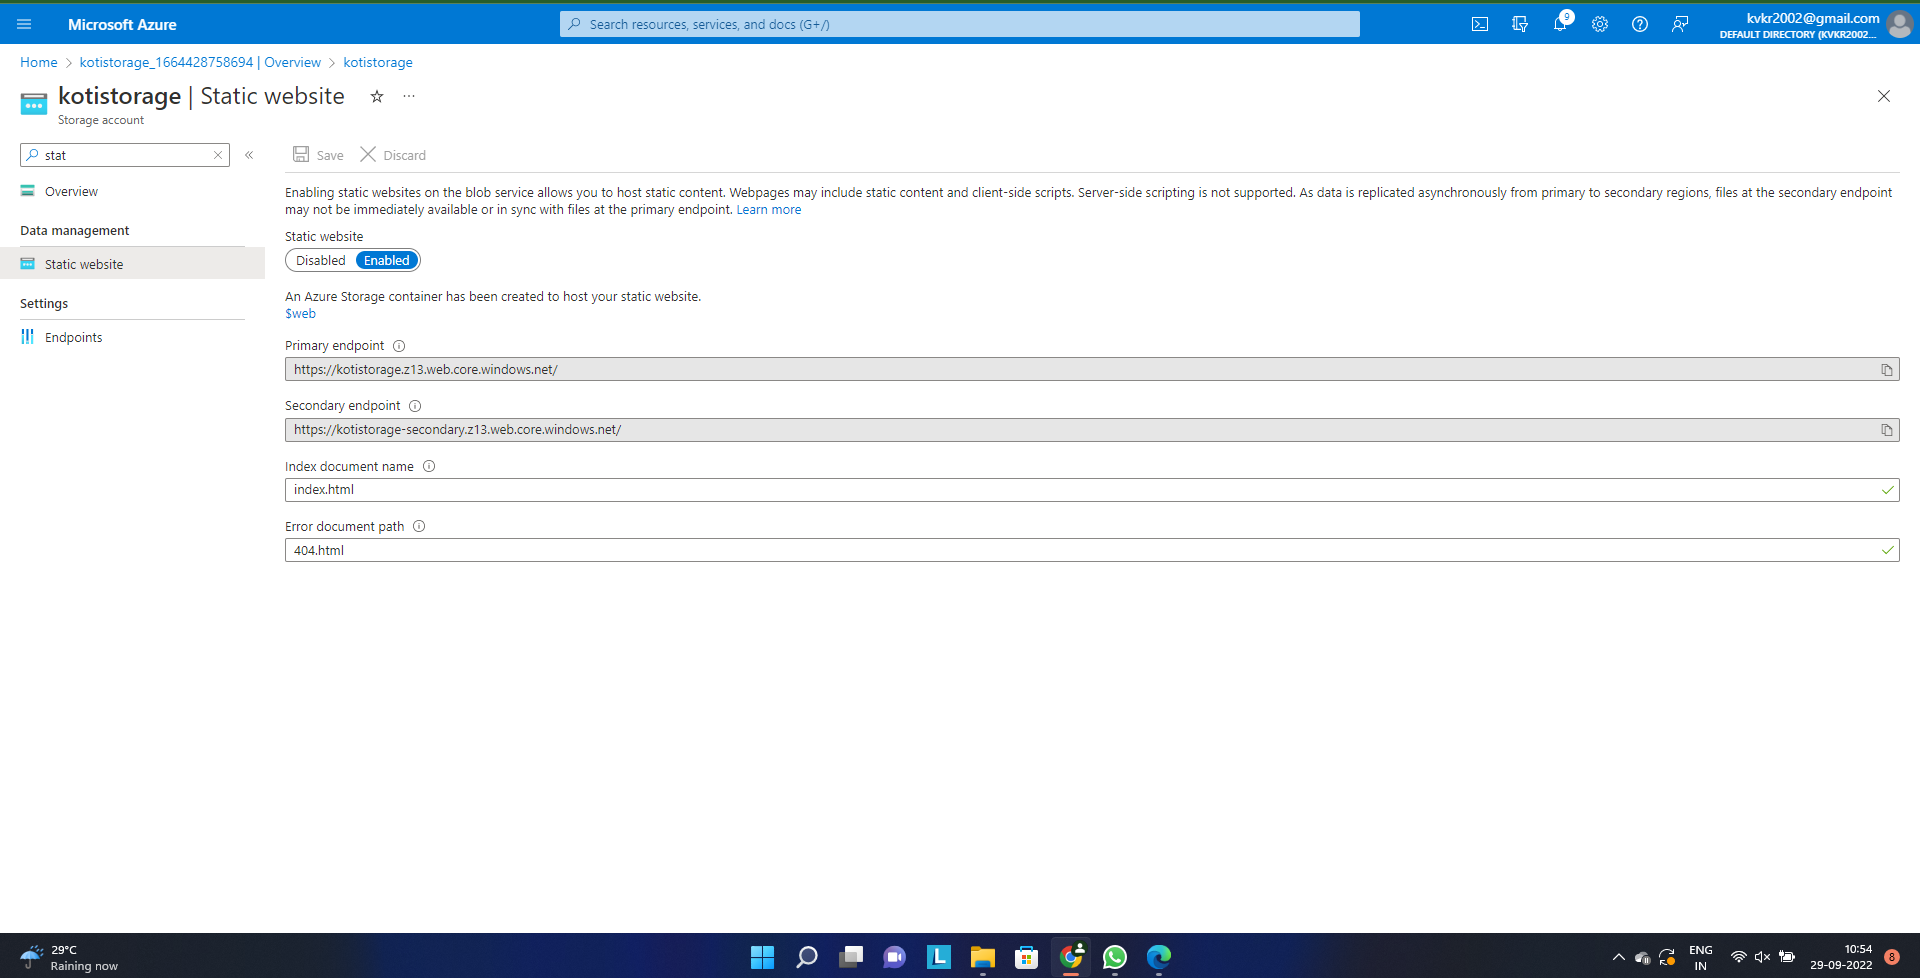 Microsoft Azure
Search resources, services, and docs (G+/)
9
kvkr2002@gmail.com
DEFAULT DIRECTORY (KVKR2002...
Home > kotistorage_1664428758694 | Overview > kotistorage
kotistorage | Static website
...
Storage account
stat
«
Save
Discard
Overview
Data management
Static website
Settings
Endpoints
Enabling static websites on the blob service allows you to host static content. Webpages may include static content and client-side scripts. Server-side scripting is not supported. As data is replicated asynchronously from primary to secondary regions, files at the secondary endpoint
may not be immediately available or in sync with files at the primary endpoint. Learn more
Static website
Disabled Enabled
An Azure Storage container has been created to host your static website.
$web
Primary endpoint
https://kotistorage.z13.web.core.windows.net/
Secondary endpoint
https://kotistorage-secondary.z13.web.core.windows.net/
Index document name
index.html
Error document path
404.html
29°C
Raining now
L
ENG
IN
10:54
29-09-2022
8